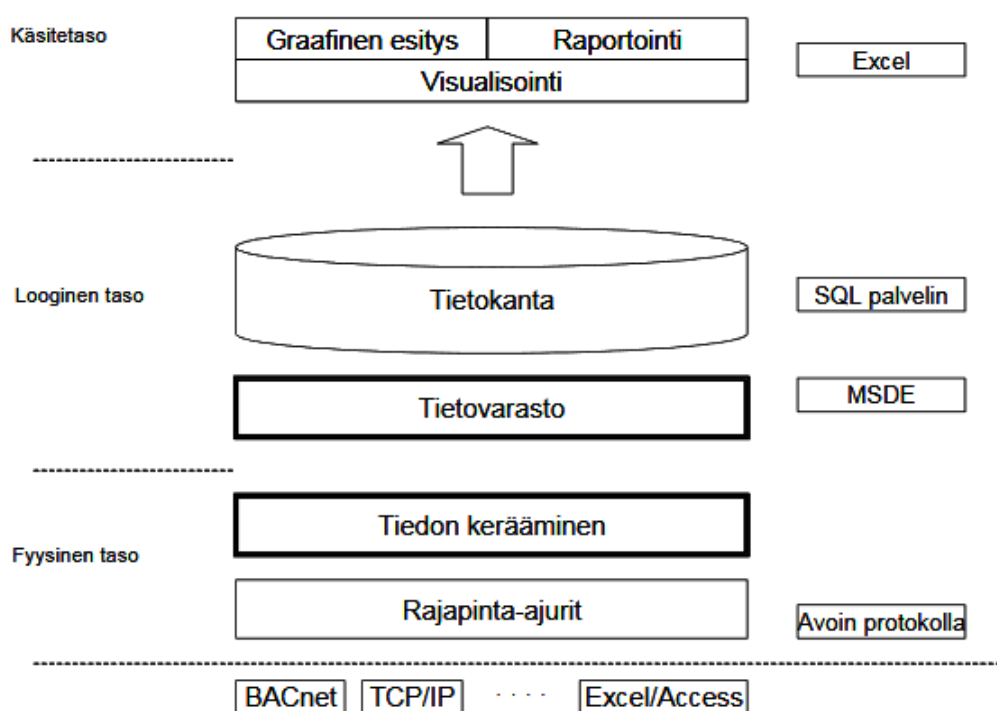 Käsitetaso
Graafinen esitys
Raportointi
Visualisointi
Excel
Looginen taso
Tietokanta
SQL palvelin
Tietovarasto
MSDE
Fyysinen taso
Tiedon kerääminen
Rajapinta-ajurit
Avoin protokolla
BACnet
TCP/IP
. . . .
Excel/Access